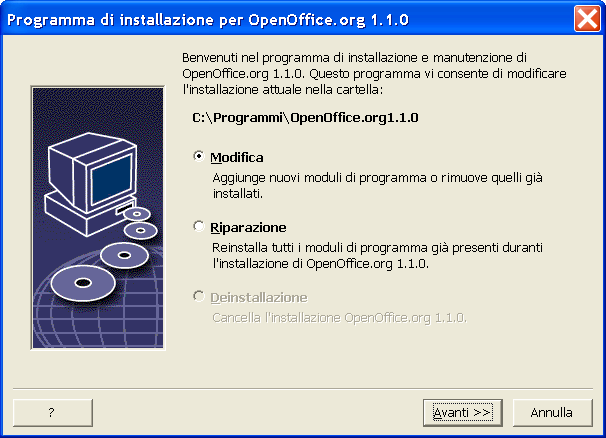 Programma di installazione per OpenOffice.org 1.1.0
Benvenuti nel programma di installazione e manutenzione di
OpenOffice.org 1.1.0. Questo programma vi consente di modificare
l'installazione attuale nella cartella:
C:\Programmi\OpenOffice.org1.1.0
Modifica
Aggiunge nuovi moduli di programma o rimuove quelli già
installati.
Riparazione
Reinstalla tutti i moduli di programma già presenti duranti
l'installazione di OpenOffice.org 1.1.0.
Deinstallazione
Cancella l'installazione OpenOffice.org 1.1.0.
?
Avanti >>
Annulla